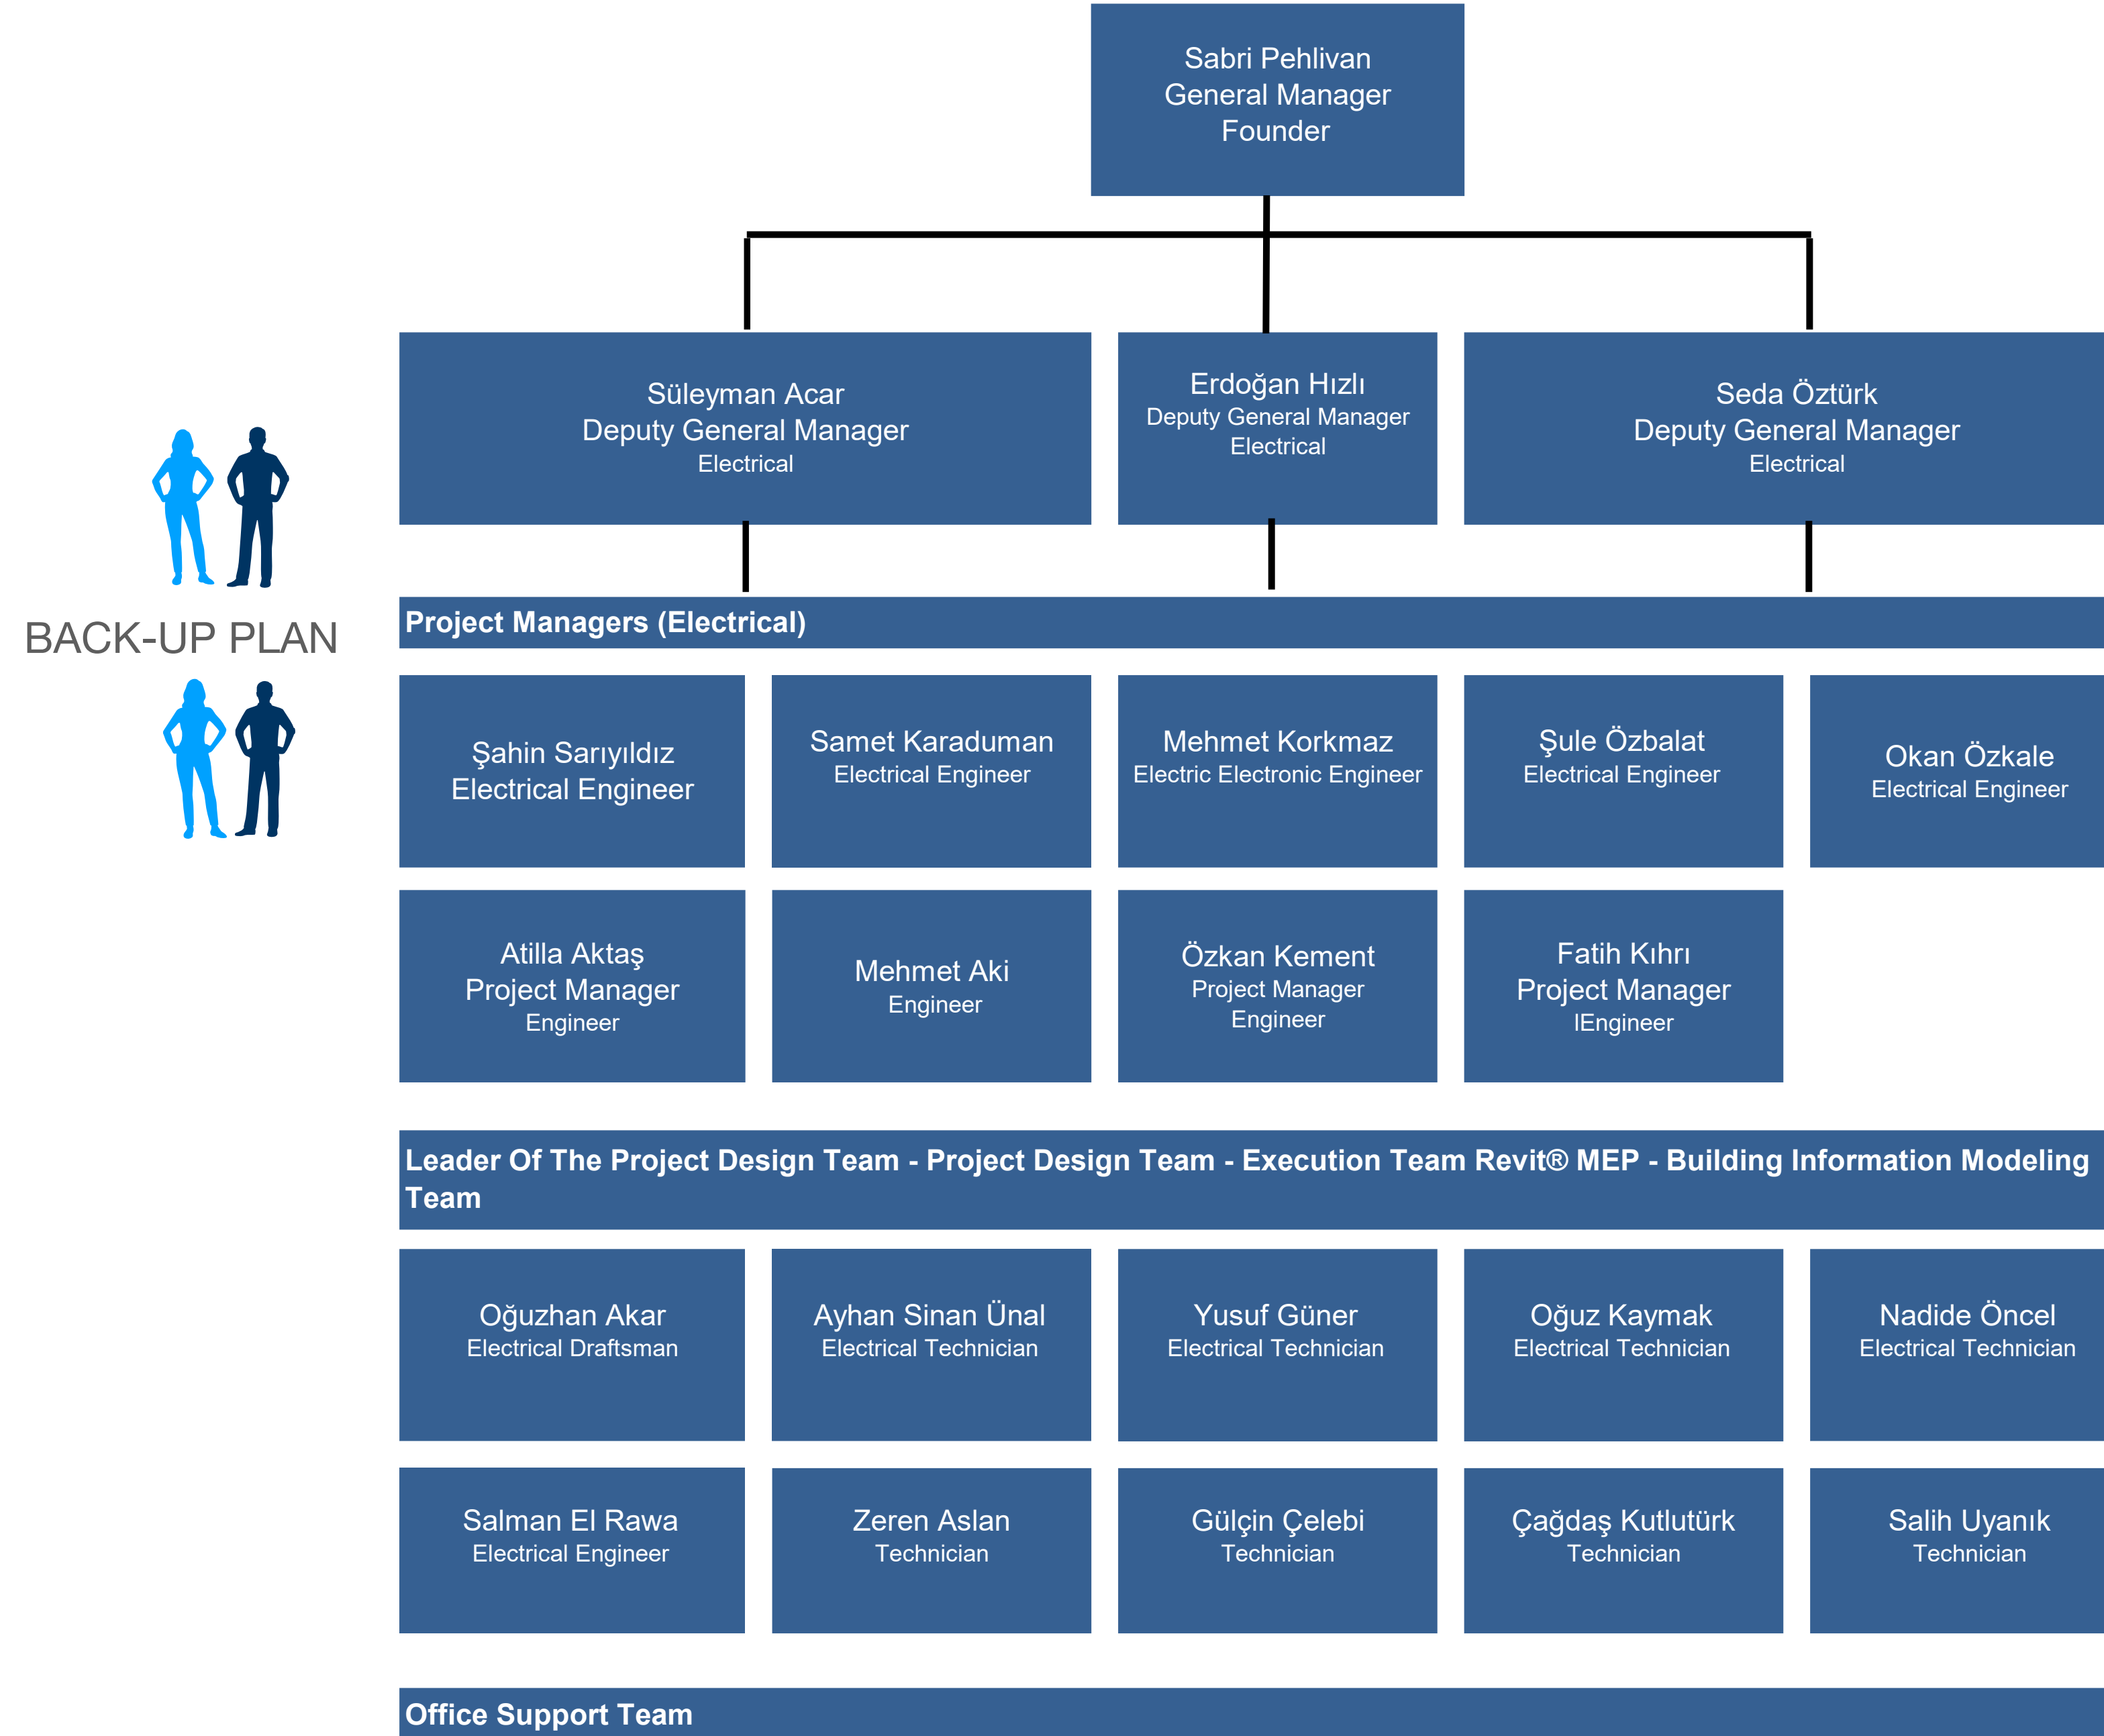 Sabri Pehlivan
General Manager
Founder
Süleyman Acar
Deputy General Manager
Electrical
Erdoğan Hızlı
Deputy General Manager
Electrical
Seda Öztürk
Deputy General Manager
Electrical
BACK-UP PLAN
Project Managers (Electrical)
Şahin Sarıyıldız
Electrical Engineer
Samet Karaduman
Electrical Engineer
Mehmet Korkmaz
Electric Electronic Engineer
Şule Özbalat
Electrical Engineer
Okan Özkale
Electrical Engineer
Atilla Aktaş
Project Manager
Engineer
Mehmet Aki
Engineer
Özkan Kement
Project Manager
Engineer
Fatih Kıhrı
Project Manager
lEngineer
Leader Of The Project Design Team - Project Design Team - Execution Team Revit® MEP - Building Information Modeling
Team
Oğuzhan Akar
Electrical Draftsman
Ayhan Sinan Ünal
Electrical Technician
Yusuf Güner
Electrical Technician
Oğuz Kaymak
Electrical Technician
Nadide Öncel
Electrical Technician
Salman El Rawa
Electrical Engineer
Zeren Aslan
Technician
Gülçin Çelebi
Technician
Çağdaş Kutlutürk
Technician
Salih Uyanık
Technician
Office Support Team